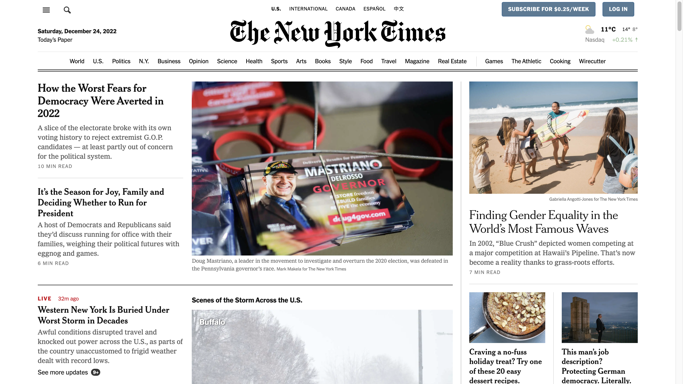 U.S. INTERNATIONAL CANADA ESPAÑOL 中文
SUBSCRIBE FOR $0.25/WEEK
LOG IN
Saturday, December 24, 2022
Today's Paper
The New York Times
11°C 14° 8°
Nasdaq +0.21% ↑
World U.S. Politics N.Y. Business Opinion Science Health Sports Arts Books Style Food Travel Magazine Real Estate Games The Athletic Cooking Wirecutter
How the Worst Fears for
Democracy Were Averted in
2022
A slice of the electorate broke with its own
voting history to reject extremist G.O.P.
candidates — at least partly out of concern
for the political system.
10 MIN READ
It's the Season for Joy, Family and
Deciding Whether to Run for
President
A host of Democrats and Republicans said
they'd discuss running for office with their
families, weighing their political futures with
eggnog and games.
6 MIN READ
MASTRIANO
DELROSSO
GOVERNOR
doug4gov.com
Doug Mastriano, a leader in the movement to investigate and overturn the 2020 election, was defeated in
the Pennsylvania governor's race. Mark Makela for The New York Times
Gabriella Angotti-Jones for The New York Times
Finding Gender Equality in the
World's Most Famous Waves
In 2002, "Blue Crush" depicted women competing at
a major competition at Hawaii's Pipeline. That's now
become a reality thanks to grass-roots efforts.
7 MIN READ
LIVE 32m ago
Western New York Is Buried Under
Worst Storm in Decades
Awful conditions disrupted travel and
knocked out power across the U.S., as parts of
the country unaccustomed to frigid weather
dealt with record lows.
See more updates 9+
Scenes of the Storm Across the U.S.
Buffalo
Craving a no-fuss
holiday treat? Try one
of these 20 easy
dessert recipes.
This man's job
description?
Protecting German
democracy. Literally.